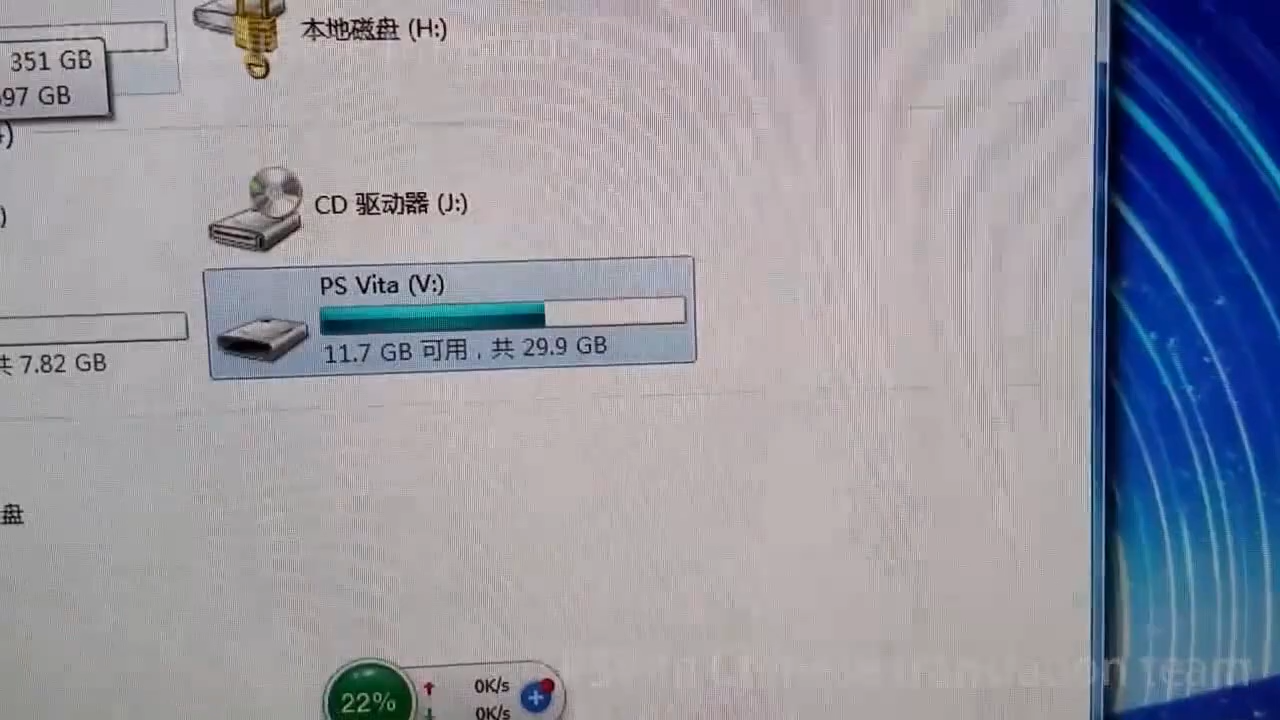 本地磁盘 (H:)
351 GB
97 GB
CD 驱动器 (J:)
PS Vita (V:)
11.7 GB 可用，共 29.9 GB
共 7.82 GB
盘
22%
0K/s
0K/s
team